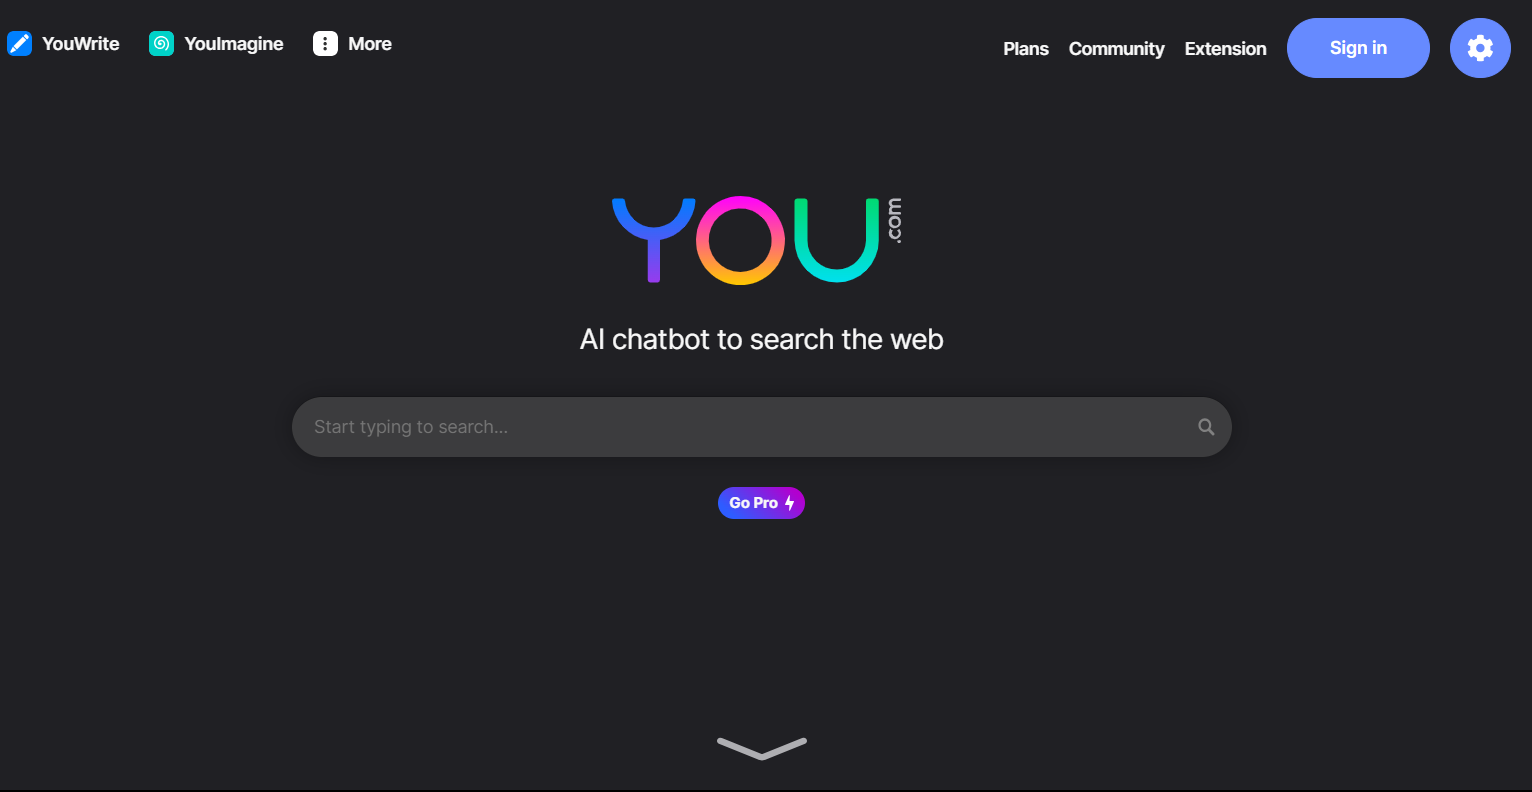 YouWrite YouImagine More
Plans Community Extension Sign in
YOU.com
AI chatbot to search the web
Start typing to search...
Go Pro